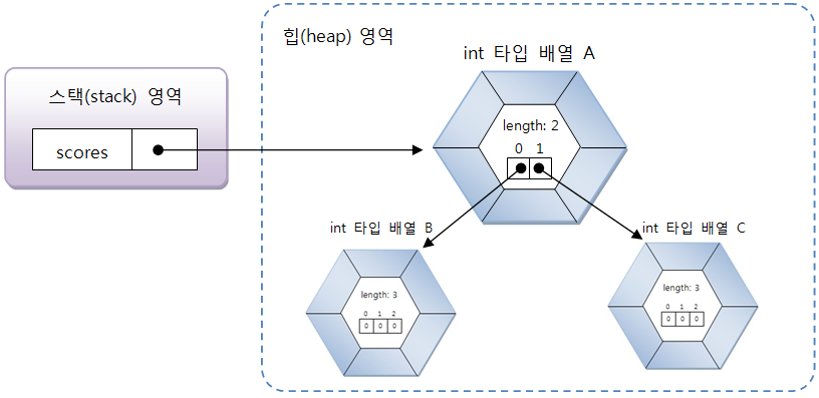 힙(heap) 영역
int 타입 배열 A
스택(stack) 영역
scores
length: 2
0 1
int 타입 배열 B
length: 3
0 1 2
0 0 0
int 타입 배열 C
length: 3
0 1 2
0 0 0